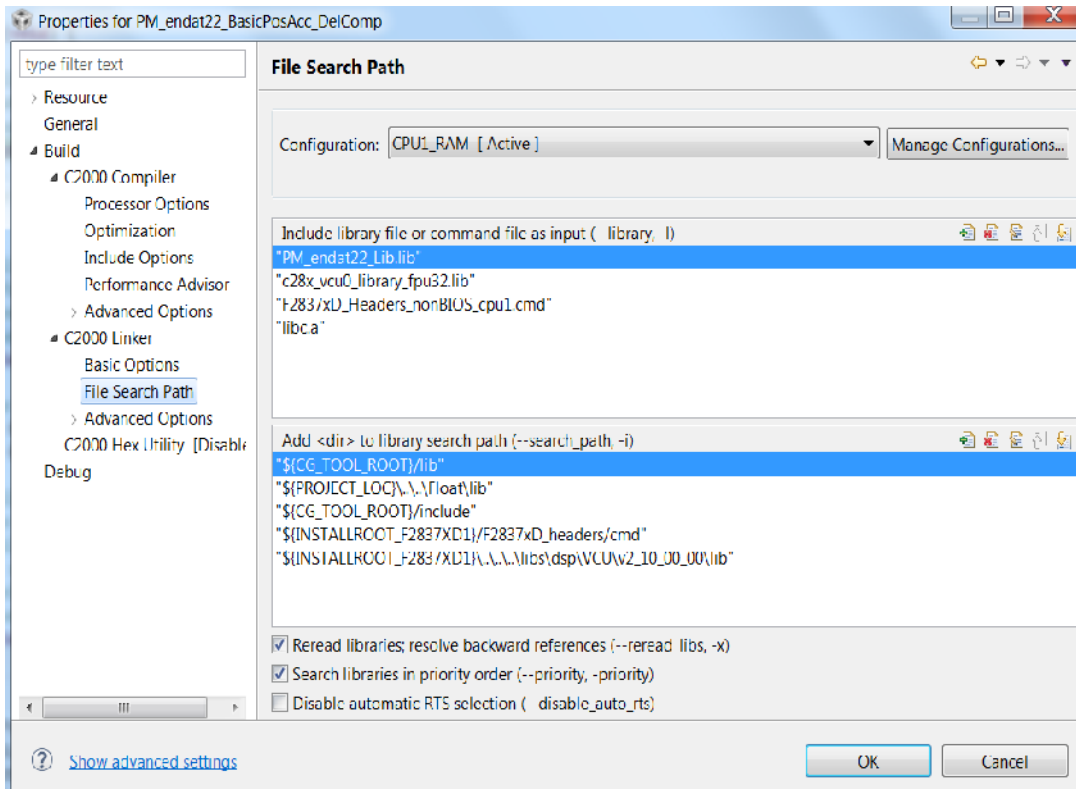 Properties for PM_endat22_BasicPosAcc_DelComp
type filter text
Resource
General
Build
C2000 Compiler
Processor Options
Optimization
Include Options
Performance Advisor
Advanced Options
C2000 Linker
Basic Options
File Search Path
Advanced Options
C2000 Hex Utility [Disable
Debug
File Search Path
Configuration: CPU1_RAM [ Active ] Manage Configurations...
Include library file or command file as input ( library, l)
"PM_endat22_Lib.lib"
"c28x_vcu0_library_fpu32.lib"
"F2837xD_Headers_nonBIOS_cpu1.cmd"
"libc.a"
Add <dir> to library search path (--search_path, -i)
"${CG_TOOL_ROOT}/lib"
"${PROJECT_LOC}\..\..\Float\lib"
"${CG_TOOL_ROOT}/include"
"${INSTALLROOT_F2837XD1}/F2837xD_headers/cmd"
"${INSTALLROOT_F2837XD1}\..\..\..\libs\dsp\VCU\v2_10_00_00\lib"
Reread libraries; resolve backward references (--reread libs, -x)
Search libraries in priority order (--priority, -priority)
Disable automatic RTS selection ( disable_auto_rts)
Show advanced settings
OK Cancel